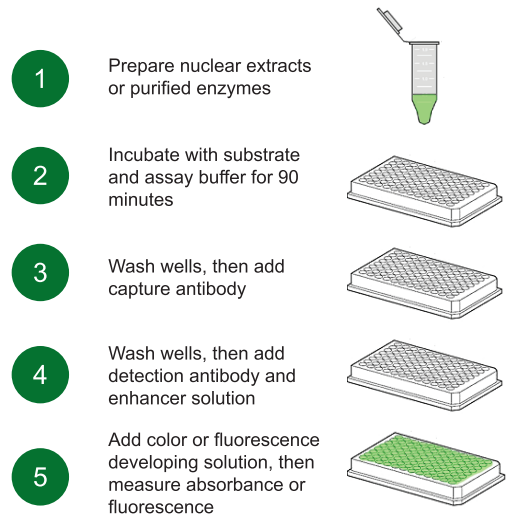 1
Prepare nuclear extracts
or purified enzymes
2
Incubate with substrate
and assay buffer for 90
minutes
3
Wash wells, then add
capture antibody
4
Wash wells, then add
detection antibody and
enhancer solution
5
Add color or fluorescence
developing solution, then
measure absorbance or
fluorescence